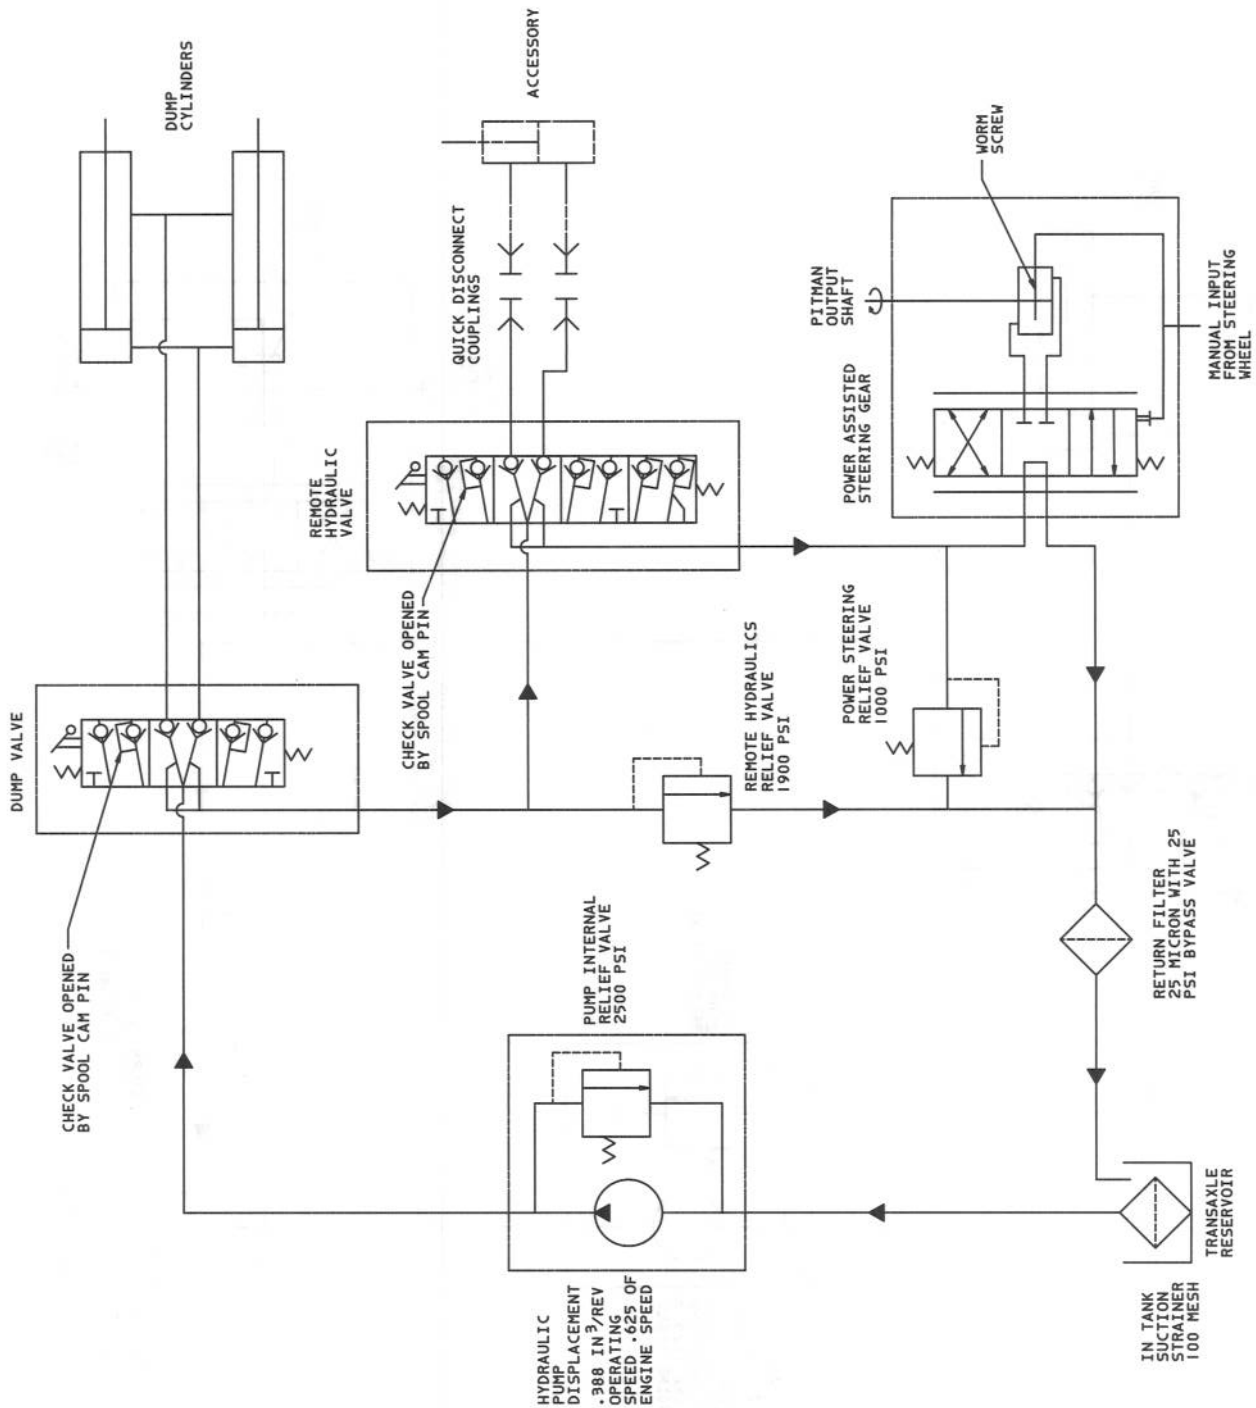 DUMP
CYLINDERS
ACCESSORY
WORM
SCREW
QUICK DISCONNECT
COUPLINGS
PITMAN
OUTPUT
SHAFT
MANUAL INPUT
FROM STEERING
WHEEL
POWER ASSISTED
STEERING GEAR
REMOTE
HYDRAULIC
VALVE
CHECK VALVE OPENED
BY SPOOL CAM PIN
DUMP VALVE
REMOTE HYDRAULICS
RELIEF VALVE
1900 PSI
POWER STEERING
RELIEF VALVE
1000 PSI
CHECK VALVE OPENED
BY SPOOL CAM PIN
PUMP INTERNAL
RELIEF VALVE
2500 PSI
RETURN FILTER
25 MICRON WITH 25
PSI BYPASS VALVE
HYDRAULIC
PUMP
DISPLACEMENT
.388 IN³/REV
OPERATING
SPEED .625 OF
ENGINE SPEED
TRANSAXLE
RESERVOIR
IN TANK
SUCTION
STRAINER
100 MESH